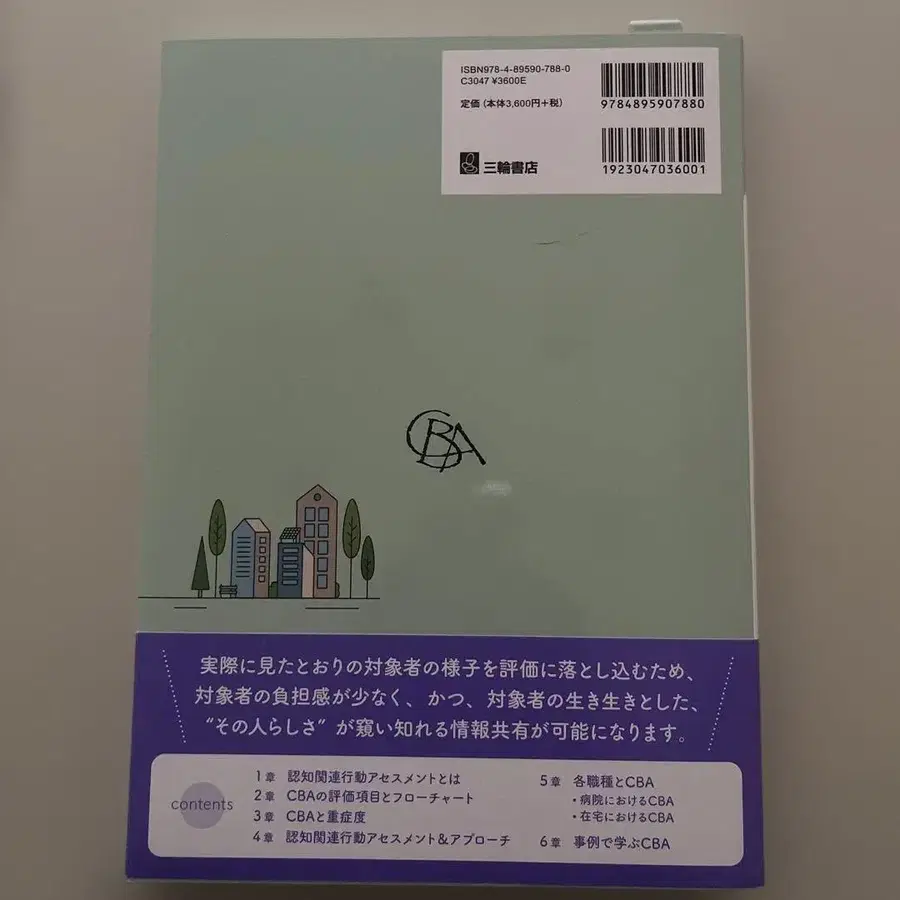 ISBN978-4-89590-788-0
C3047 ¥3600E
定価(本体3,600円+税)
9784895907880
三輪書店
1923047036001
CBA
実際に見たとおりの対象者の様子を評価に落とし込むため、
対象者の負担感が少なく、かつ、対象者の生き生きとした、
“その人らしさ”が窺い知れる情報共有が可能になります。
contents
1章 認知関連行動アセスメントとは
2章 CBAの評価項目とフローチャート
3章 CBAと重症度
4章 認知関連行動アセスメント&アプローチ
5章 各職種とCBA
・病院におけるCBA
・在宅におけるCBA
6章 事例で学ぶCBA